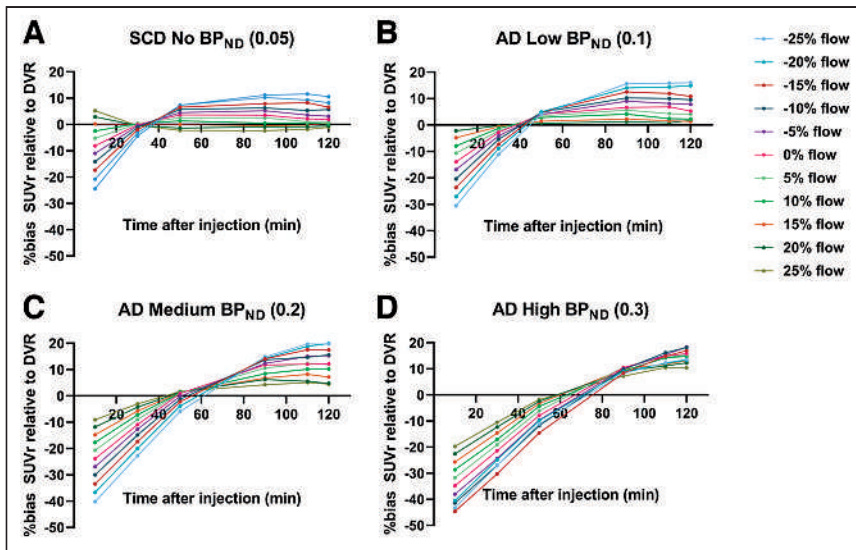 A
SCD No BPND (0.05)
%bias SUVr relative to DVR
20
10
0
-10
-20
-30
-40
-50
20 40 60 80 100 120
Time after injection (min)
B
AD Low BPND (0.1)
%bias SUVr relative to DVR
20
10
0
-10
-20
-30
-40
-50
20 40 60 80 100 120
Time after injection (min)
-25% flow
-20% flow
-15% flow
-10% flow
-5% flow
0% flow
5% flow
10% flow
15% flow
20% flow
25% flow
C
AD Medium BPND (0.2)
%bias SUVr relative to DVR
20
10
0
-10
-20
-30
-40
-50
20 40 60 80 100 120
Time after injection (min)
D
AD High BPND (0.3)
%bias SUVr relative to DVR
20
10
0
-10
-20
-30
-40
-50
20 40 60 80 100 120
Time after injection (min)